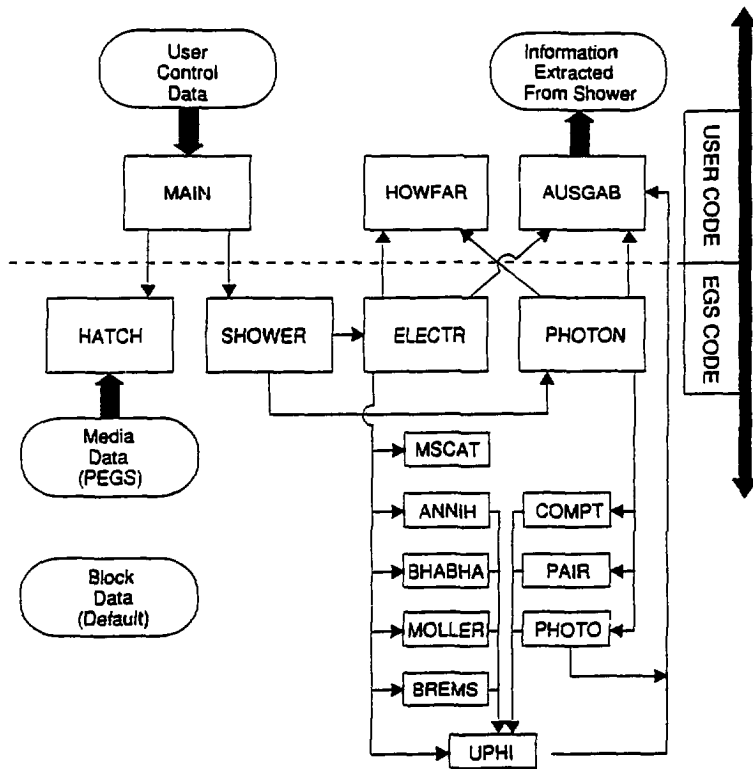 User
Control
Data
Information
Extracted
From Shower
MAIN
HOWFAR
AUSGAB
USER CODE
HATCH
SHOWER
ELECTR
PHOTON
EGS CODE
Media
Data
(PEGS)
MSCAT
ANNIH
COMPT
Block
Data
(Default)
BHABHA
PAIR
MOLLER
PHOTO
BREMS
UPHI